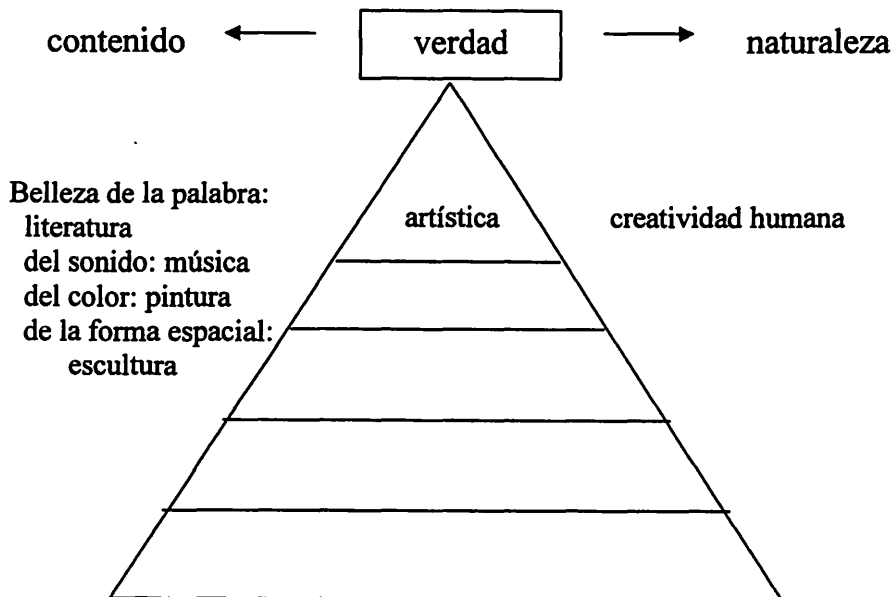 contenido verdad naturaleza
Belleza de la palabra:
literatura
artística creatividad humana
del sonido: música
del color: pintura
de la forma espacial:
escultura